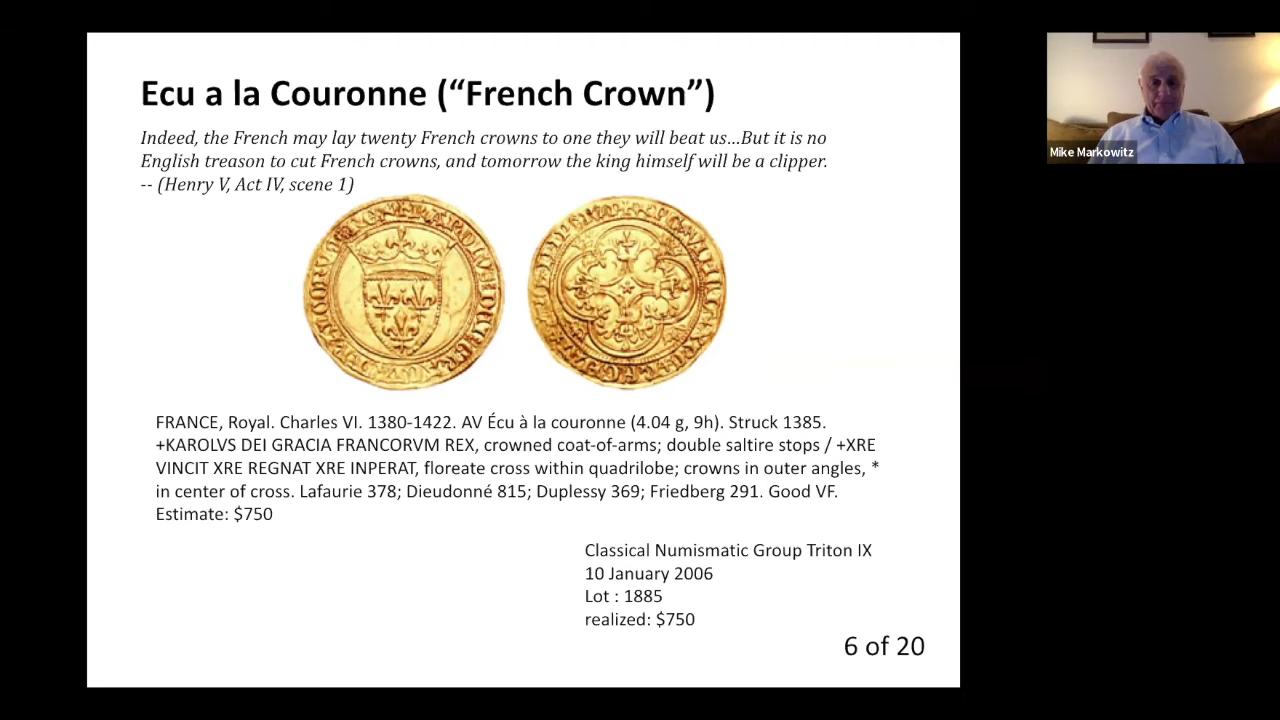 Ecu a la Couronne (“French Crown”)
Indeed, the French may lay twenty French crowns to one they will beat us…But it is no
English treason to cut French crowns, and tomorrow the king himself will be a clipper.
-- (Henry V, Act IV, scene 1)
FRANCE, Royal. Charles VI. 1380-1422. AV Écu à la couronne (4.04 g, 9h). Struck 1385.
+KAROLVS DEI GRACIA FRANCORVM REX, crowned coat-of-arms; double saltire stops / +XRE
VINCIT XRE REGNAT XRE INPERAT, floreate cross within quadrilobe; crowns in outer angles, *
in center of cross. Lafaurie 378; Dieudonné 815; Duplessy 369; Friedberg 291. Good VF.
Estimate: $750
Classical Numismatic Group Triton IX
10 January 2006
Lot : 1885
realized: $750
6 of 20
Mike Markowitz